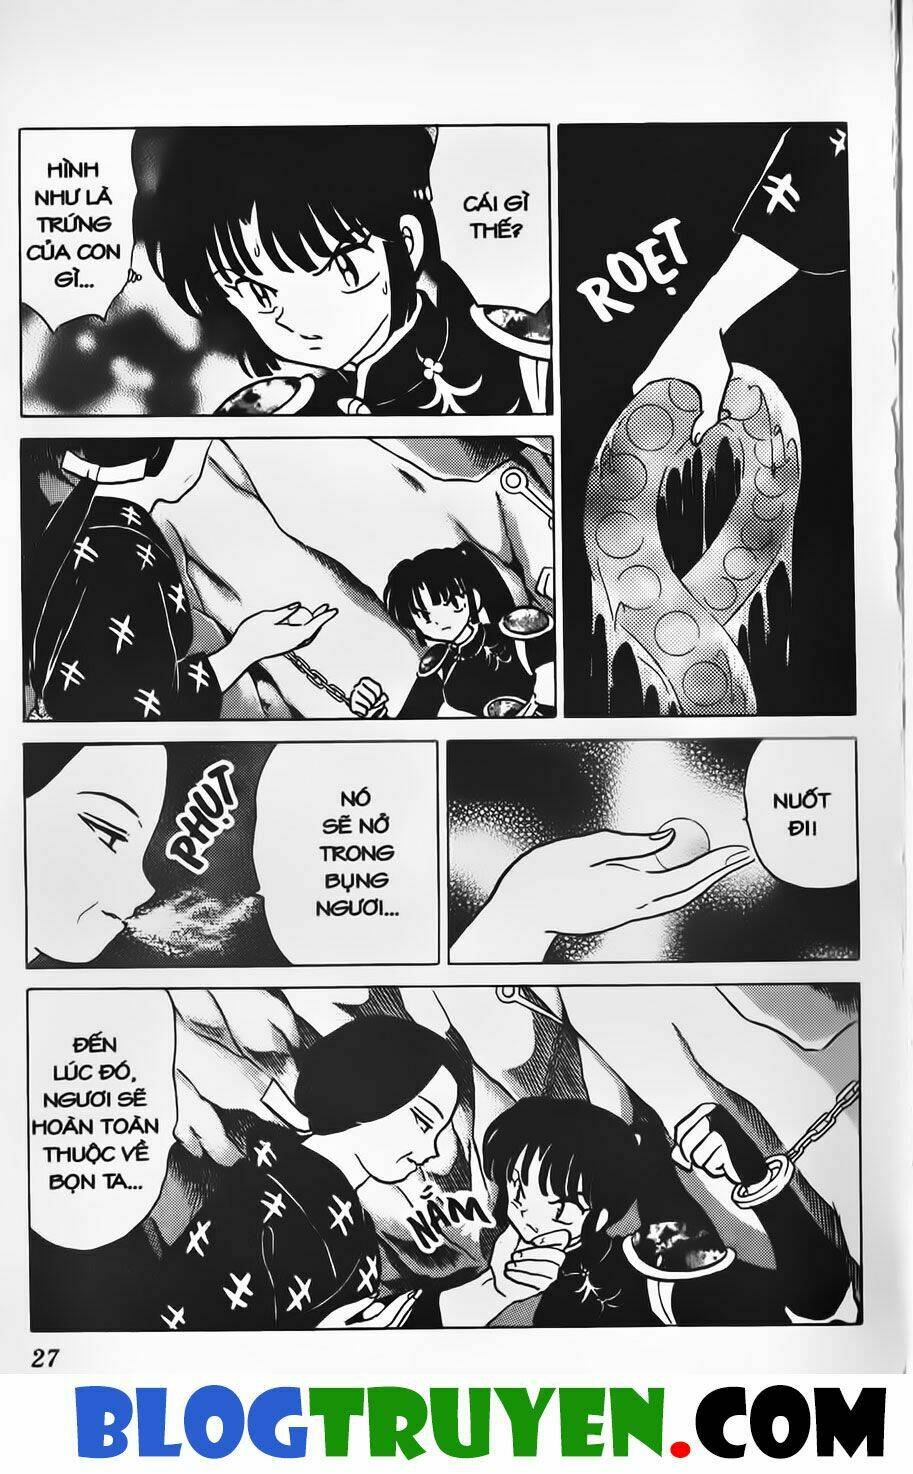 ROẸT
CÁI GÌ
THẾ?
HÌNH
NHƯ LÀ
TRỨNG
CỦA CON
GÌ...
NUỐT
ĐI!
NÓ
SẼ NỞ
TRONG
BỤNG
NGƯƠI...
PHỤT
ĐẾN
LÚC ĐÓ,
NGƯƠI SẼ
HOÀN TOÀN
THUỘC VỀ
BỌN TA...
NẮM
27
BLOGTRUYEN.COM